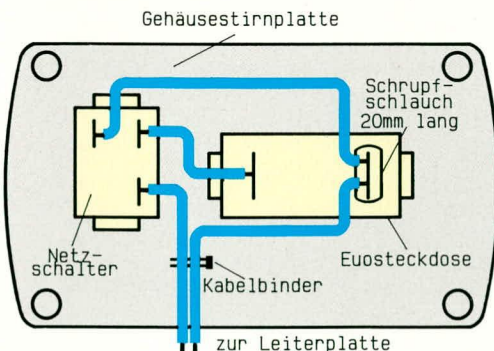 Gehäusestirnplatte
Schrupf-
schlauch
20mm lang
Netz-
schalter
Kabelbinder
Euosteckdose
zur Leiterplatte